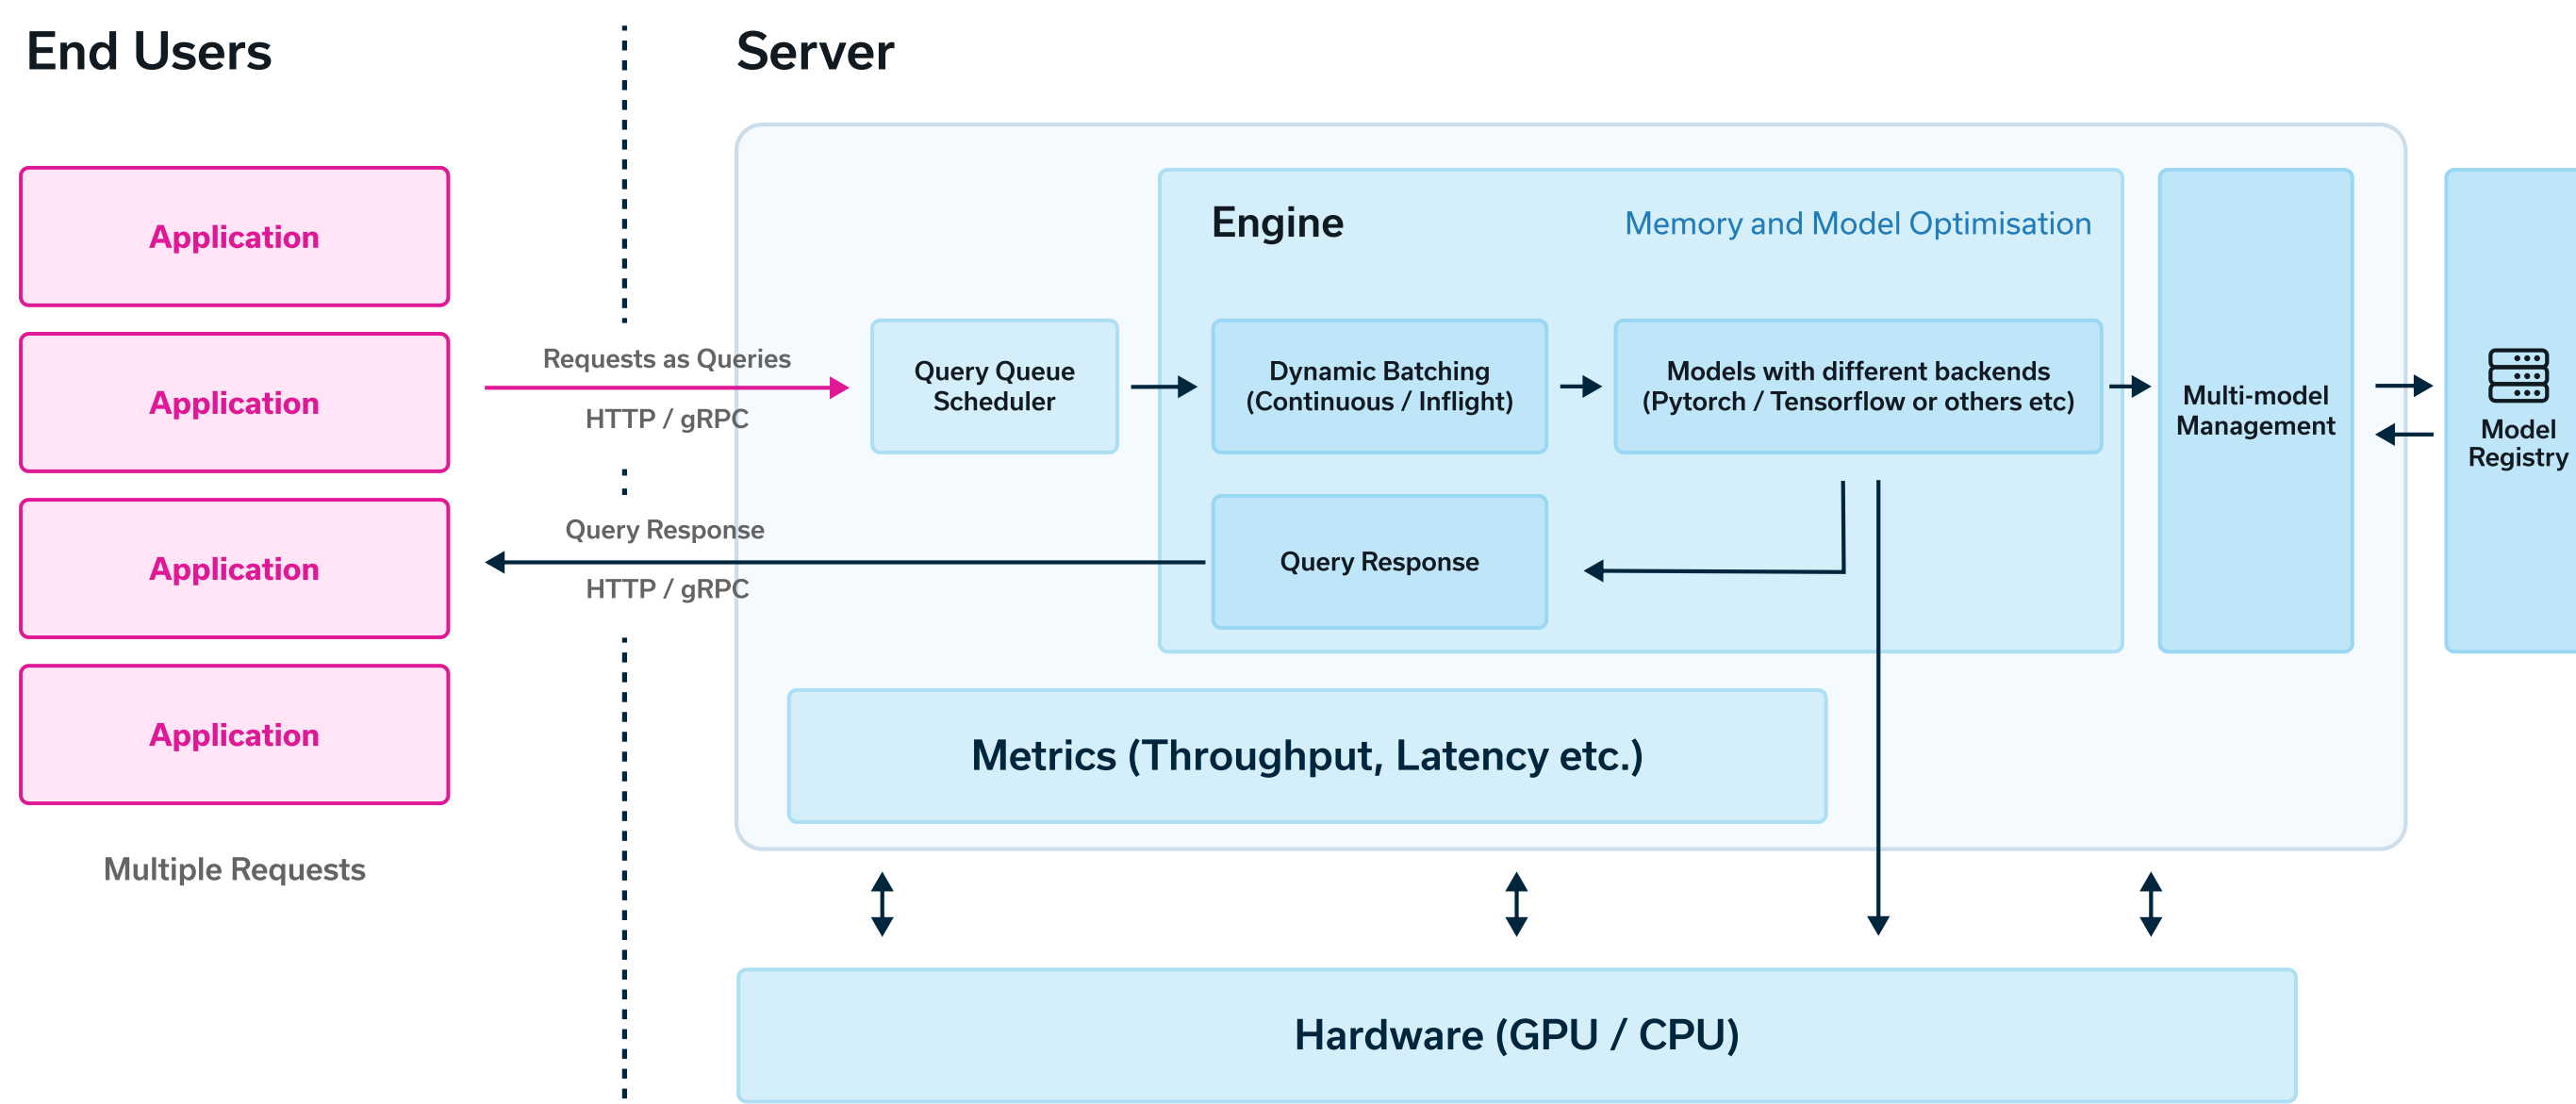 End Users
Server
Application
Application
Application
Application
Multiple Requests
Requests as Queries
HTTP / gRPC
Query Response
HTTP / gRPC
Query Queue
Scheduler
Engine
Memory and Model Optimisation
Dynamic Batching
(Continuous / Inflight)
Models with different backends
(Pytorch / Tensorflow or others etc)
Query Response
Multi-model
Management
Model
Registry
Metrics (Throughput, Latency etc.)
Hardware (GPU / CPU)